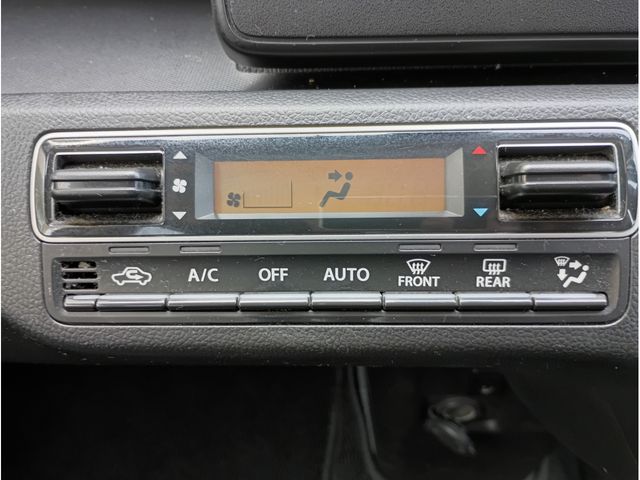 A/C OFF AUTO FRONT REAR